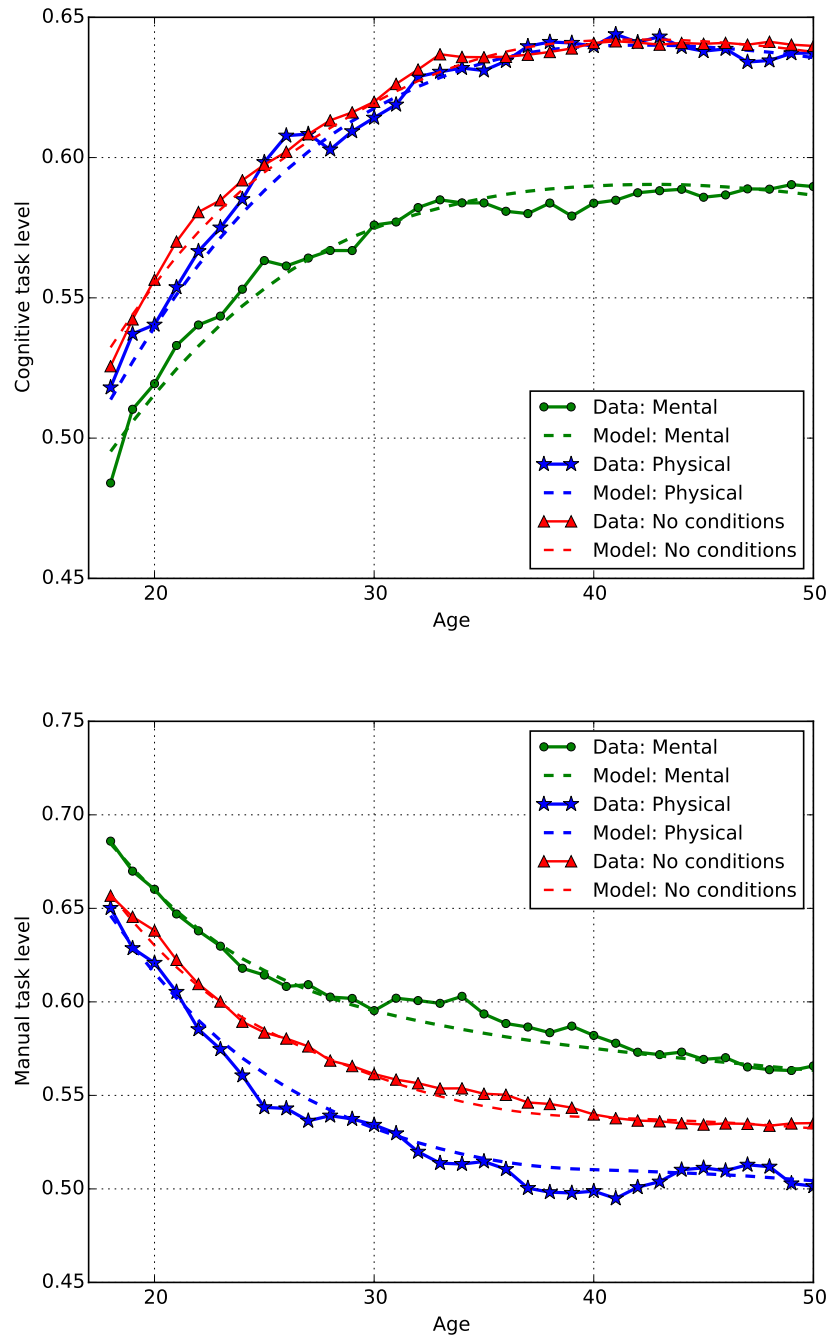 0.65
0.60
0.55
0.50
0.45
Cognitive task level
Data: Mental
Model: Mental
Data: Physical
Model: Physical
Data: No conditions
Model: No conditions
20 30 40 50
Age
0.75
0.70
0.65
0.60
0.55
0.50
0.45
Manual task level
Data: Mental
Model: Mental
Data: Physical
Model: Physical
Data: No conditions
Model: No conditions
20 30 40 50
Age